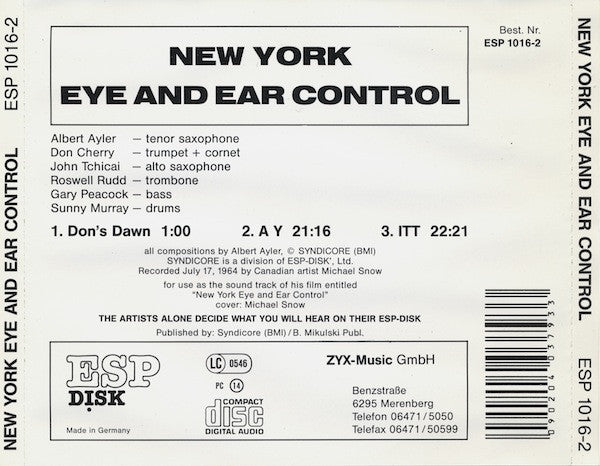 NEW YORK EYE AND EAR CONTROL ESP 1016-2
NEW YORK
EYE AND EAR CONTROL
Best. Nr.
ESP 1016-2
Albert Ayler – tenor saxophone
Don Cherry – trumpet + cornet
John Tchicai – alto saxophone
Roswell Rudd – trombone
Gary Peacock – bass
Sunny Murray – drums
1. Don's Dawn 1:00 2. A Y 21:16 3. ITT 22:21
all compositions by Albert Ayler, © SYNDICORE (BMI)
SYNDICORE is a division of ESP-DISK', Ltd.
Recorded July 17, 1964 by Canadian artist Michael Snow
for use as the sound track of his film entitled
"New York Eye and Ear Control"
cover: Michael Snow
THE ARTISTS ALONE DECIDE WHAT YOU WILL HEAR ON THEIR ESP-DISK
Published by: Syndicore (BMI) / B. Mikulski Publ.
ESP
DISK
Made in Germany
LC 0546
PC 14
COMPACT
disc
DIGITAL AUDIO
ZYX-Music GmbH
Benzstraße
6295 Merenberg
Telefon 06471 / 5050
Telefax 06471 / 50599
0 90204 03793 3
NEW YORK EYE AND EAR CONTROL ESP 1016-2